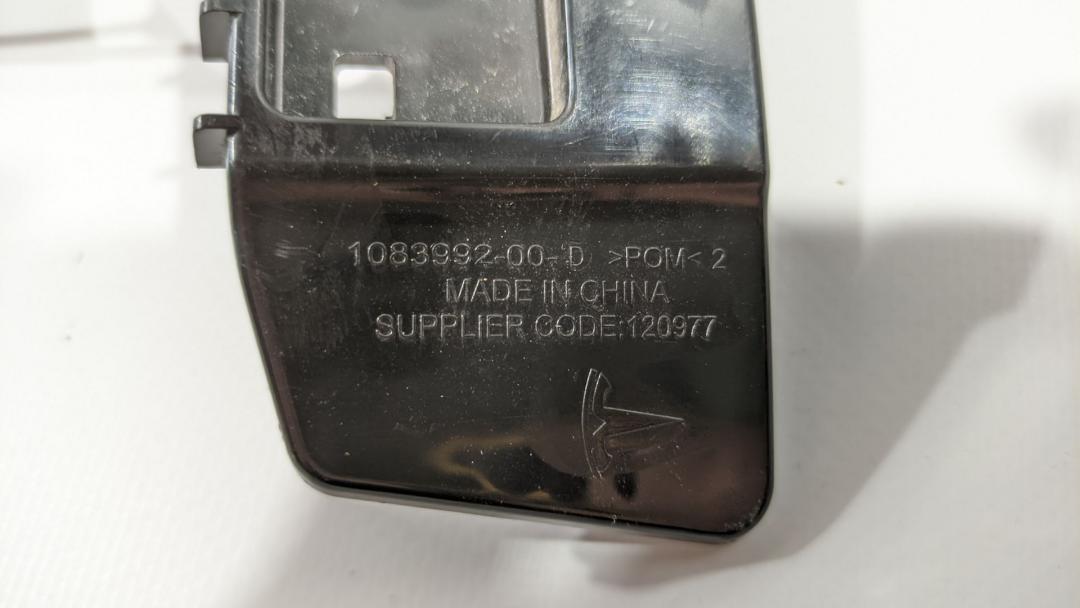 1083992-00-D >POM< 2
MADE IN CHINA
SUPPLIER CODE:120977